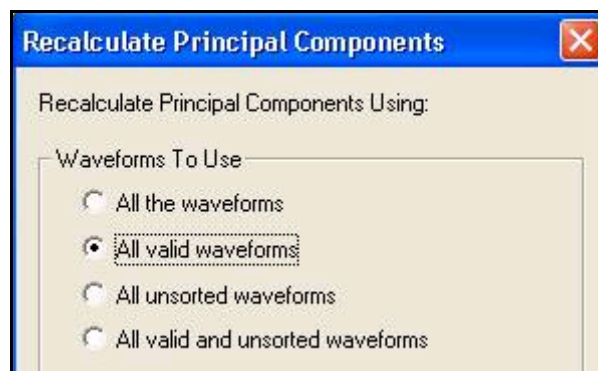 Recalculate Principal Components
Recalculate Principal Components Using:
Waveforms To Use
All the waveforms
All valid waveforms
All unsorted waveforms
All valid and unsorted waveforms